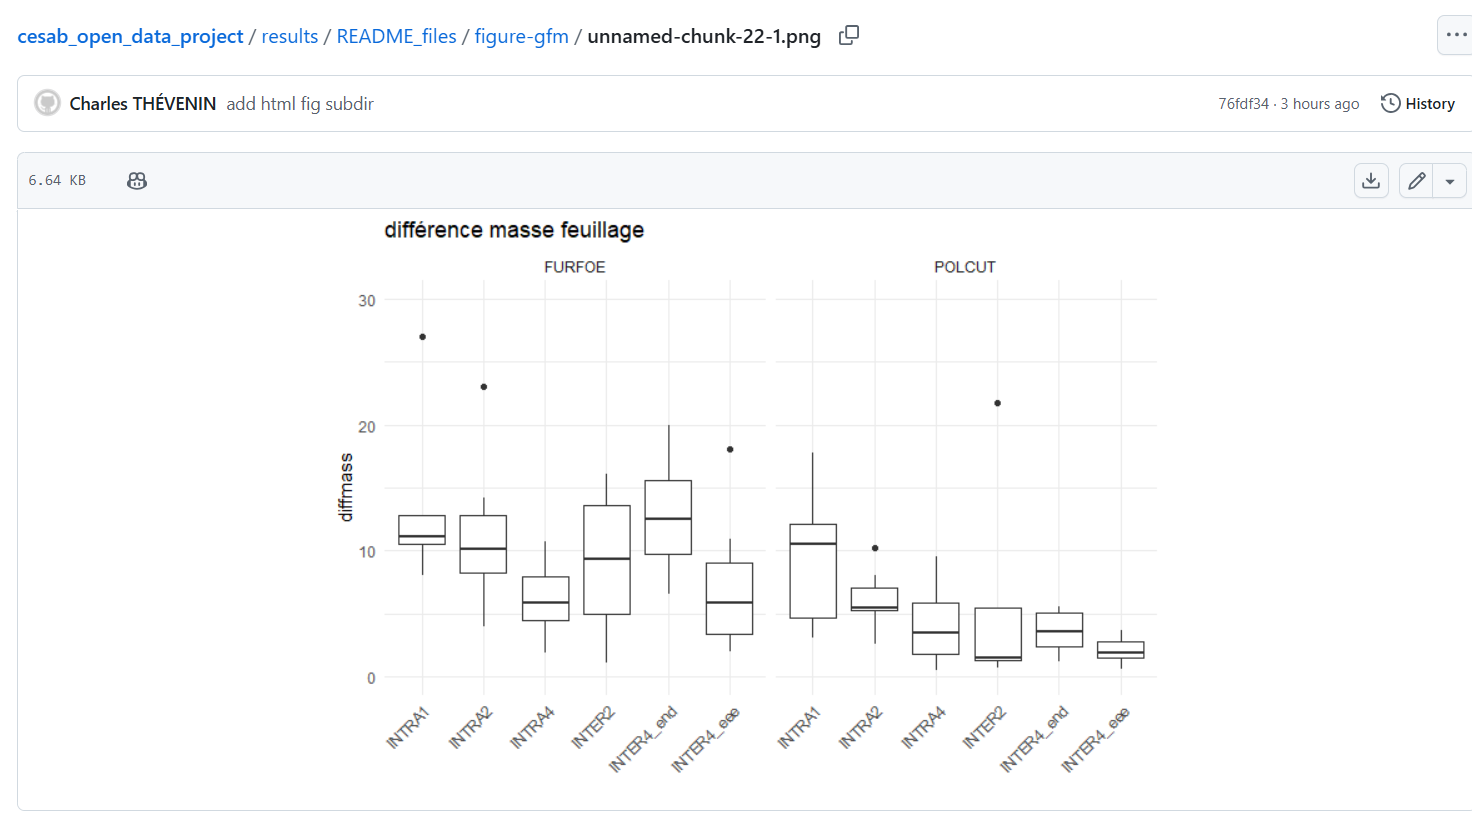 cesab_open_data_project / results / README_files / figure-gfm / unnamed-chunk-22-1.png
Charles THÉVENIN add html fig subdir
76fdf34 · 3 hours ago
History
6.64 KB
différence masse feuillage
FURFOE
POLCUT
30
20
10
0
diffmass
INTRA1
INTRA2
INTRA4
INTER2
INTER4_end
INTER4_eee
INTRA1
INTRA2
INTRA4
INTER2
INTER4_end
INTER4_eee